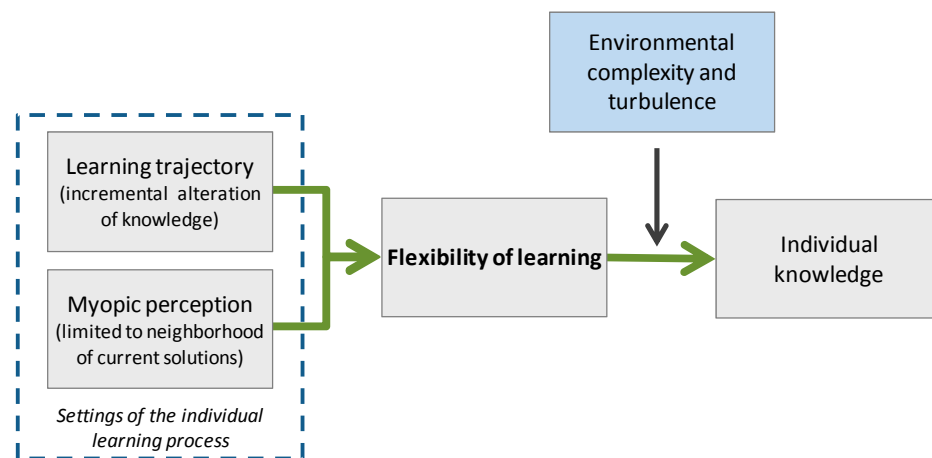 Environmental
complexity and
turbulence
Learning trajectory
(incremental alteration
of knowledge)
Flexibility of learning
Individual
knowledge
Myopic perception
(limited to neighborhood
of current solutions)
Settings of the individual
learning process